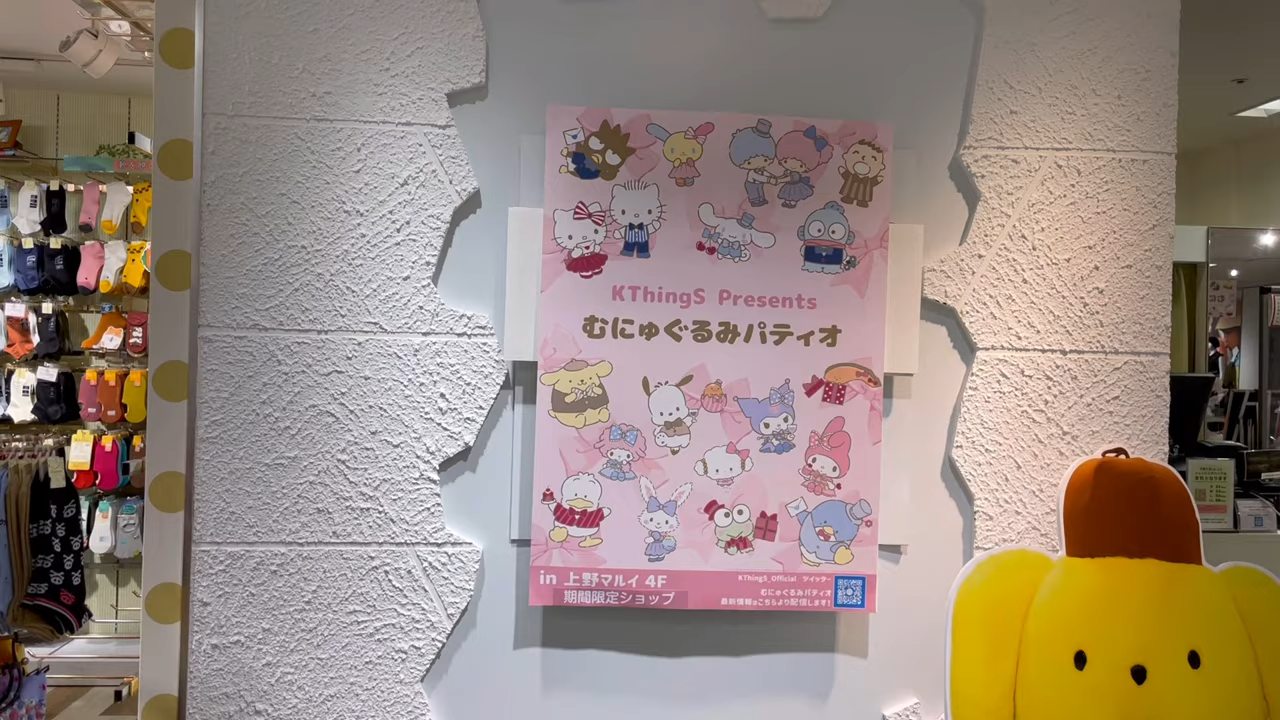 KThingS Presents
むにゅぐるみパティオ
in 上野マルイ 4F
期間限定ショップ
KThingS_Official ツイッター
むにゅぐるみパティオ
最新情報はこちらより配信します!